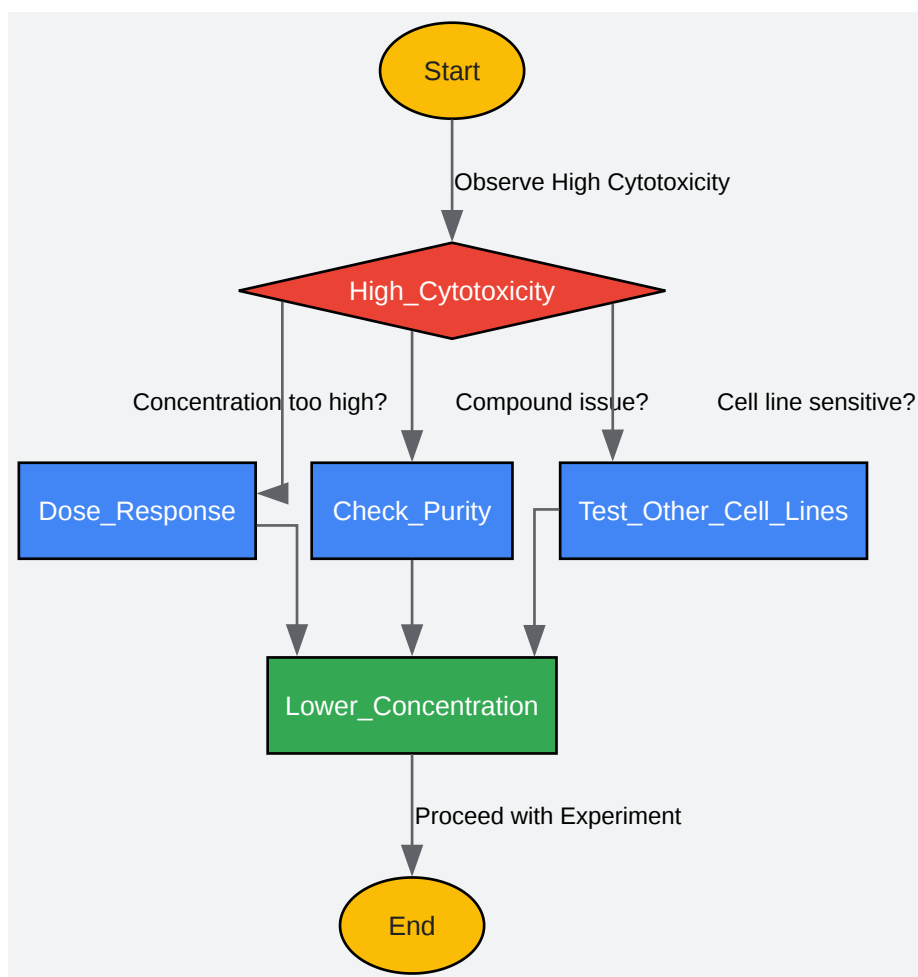 Start
Observe High Cytotoxicity
High_Cytotoxicity
Concentration too high?
Compound issue?
Cell line sensitive?
Dose_Response
Check_Purity
Test_Other_Cell_Lines
Lower_Concentration
Proceed with Experiment
End